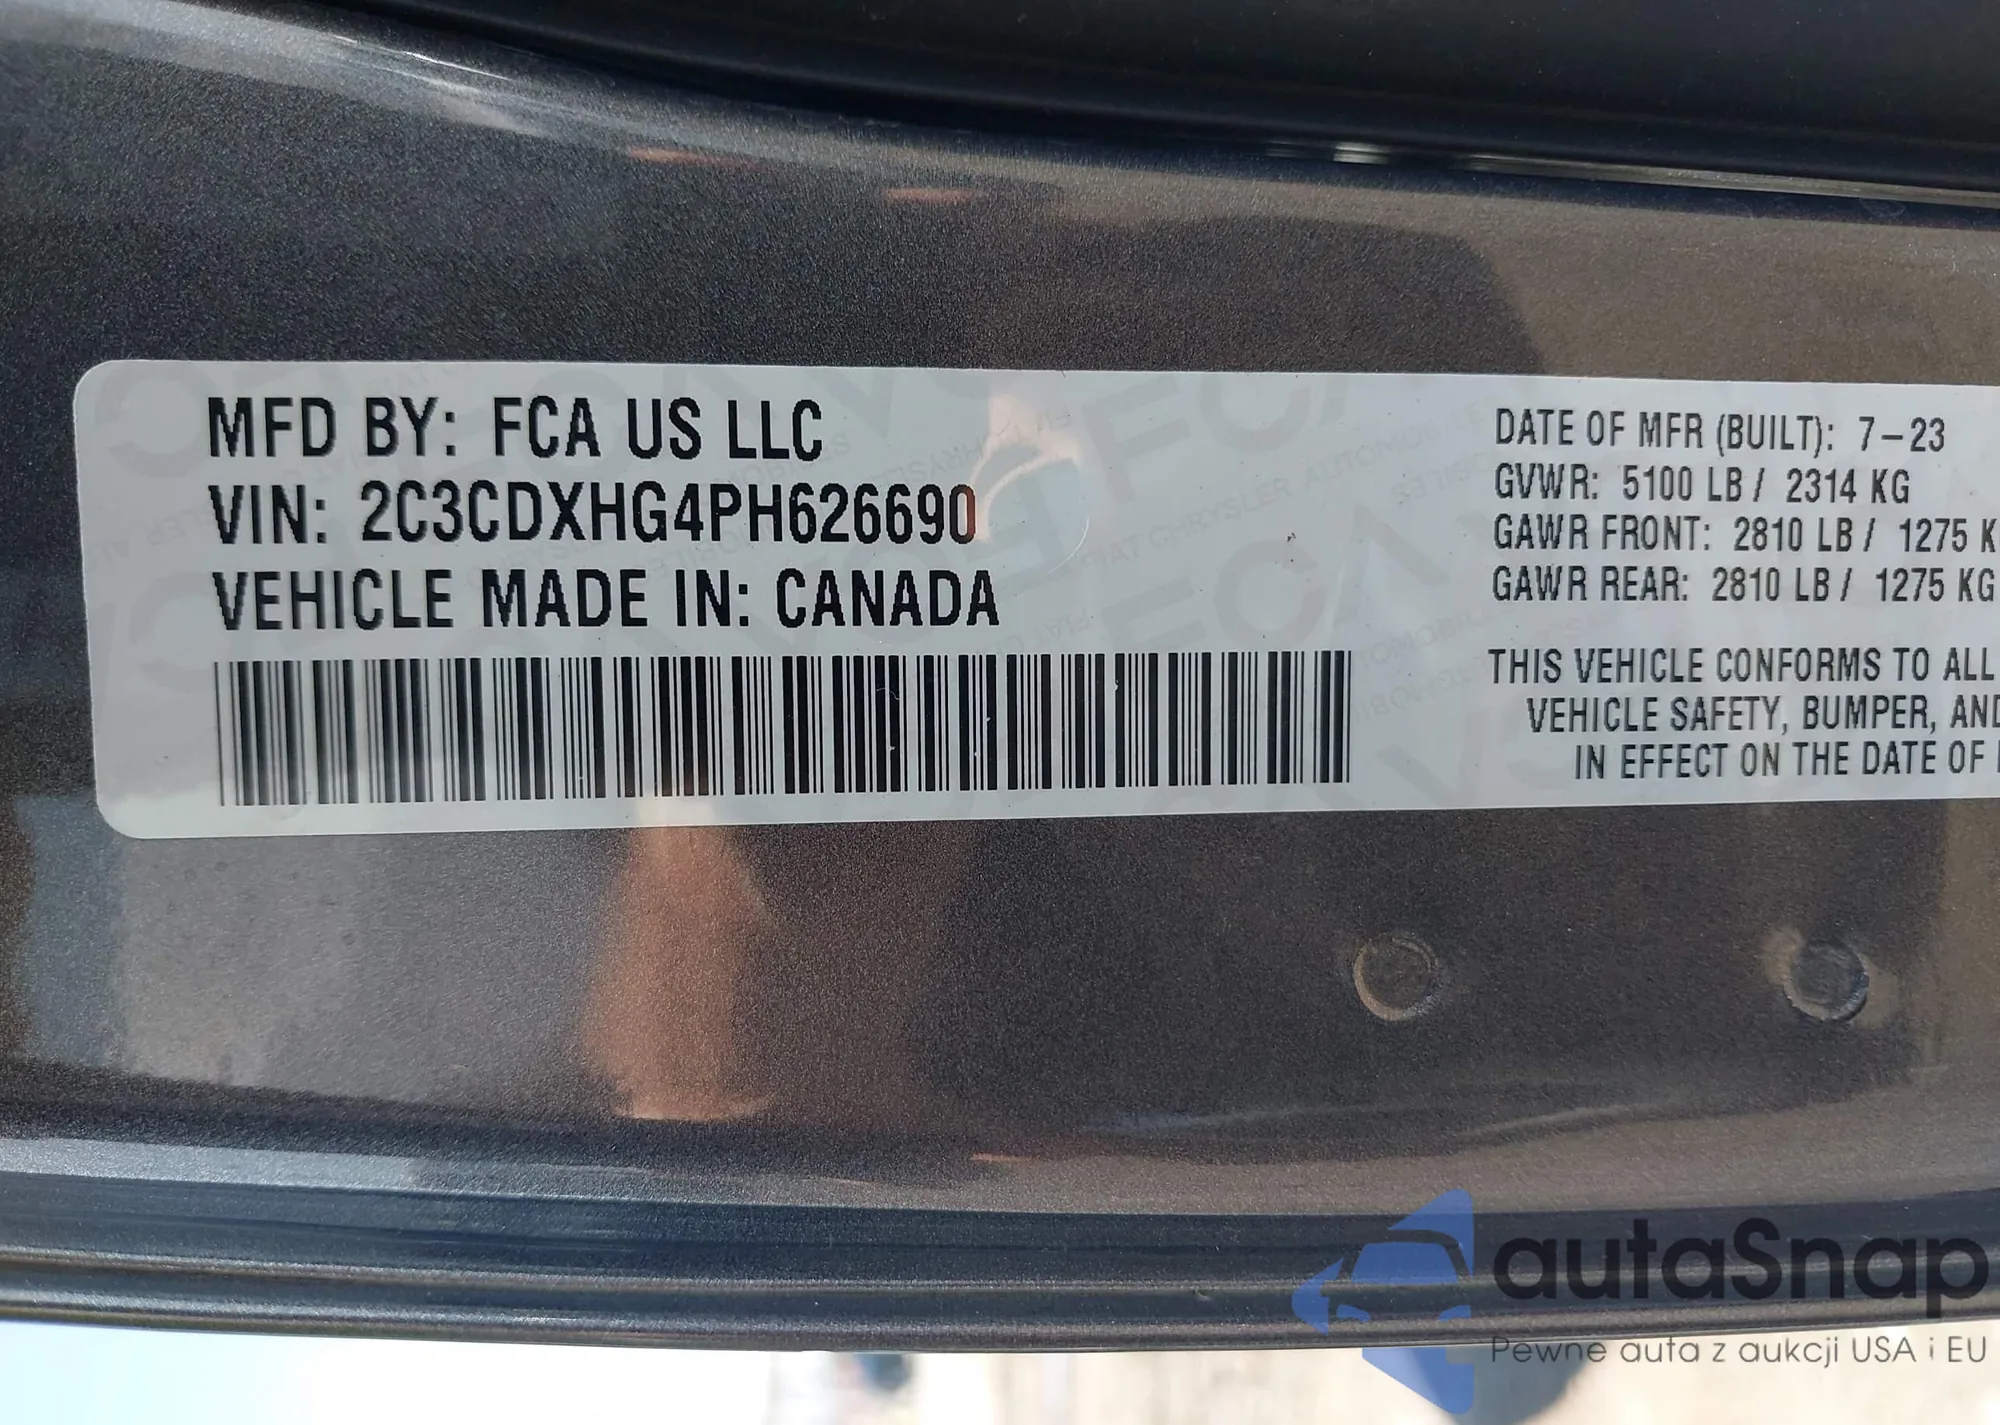 MFD BY: FCA US LLC
VIN: 2C3CDXHG4PH626690
VEHICLE MADE IN: CANADA
DATE OF MFR (BUILT): 7-23
GVWR: 5100 LB / 2314 KG
GAWR FRONT: 2810 LB / 1275 K
GAWR REAR: 2810 LB / 1275 KG
THIS VEHICLE CONFORMS TO ALL
VEHICLE SAFETY, BUMPER, AND
IN EFFECT ON THE DATE OF
autaSnap
Pewne auta z aukcji USA i EU